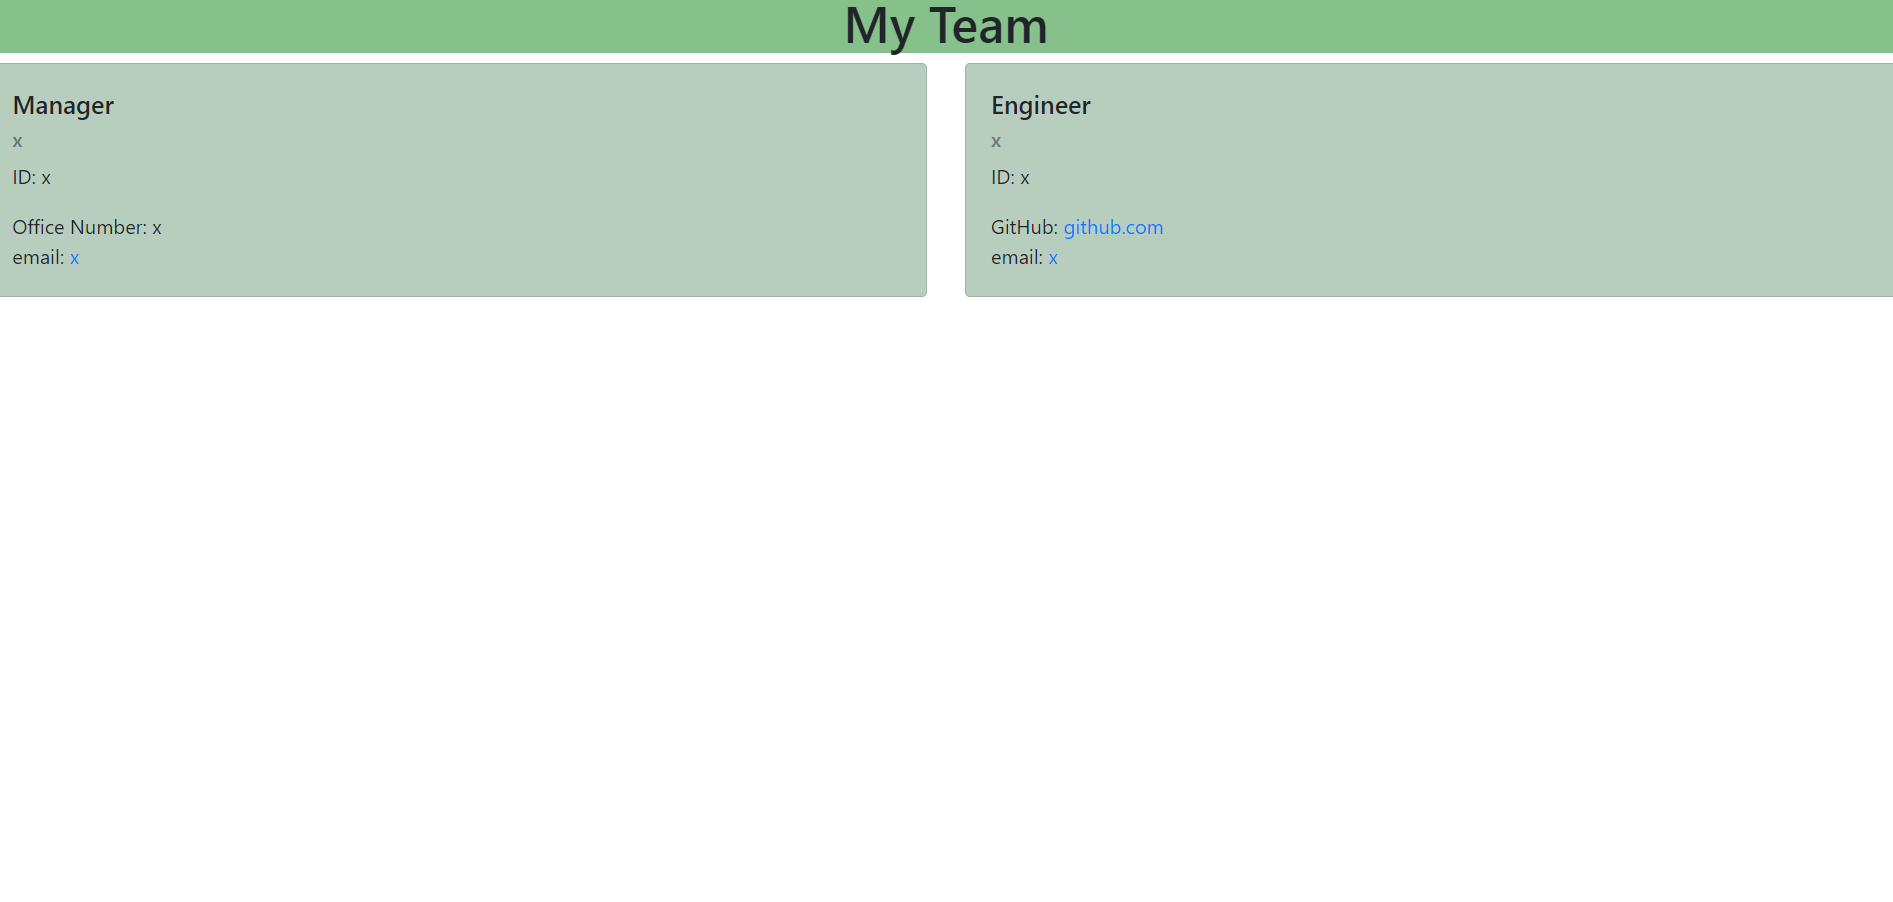 My Team
Manager
x
ID: x
Office Number: x
email: x
Engineer
x
ID: x
GitHub: github.com
email: x